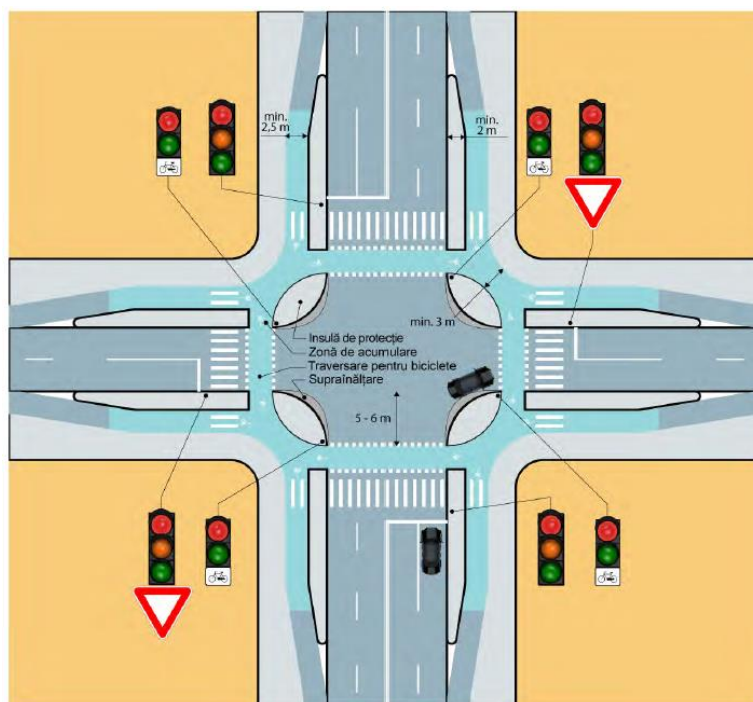 min.
2,5 m
min.
2 m
min. 3 m
Insulă de protecție
Zonă de acumulare
Traversare pentru biciclete
Supraînălțare
5 - 6 m